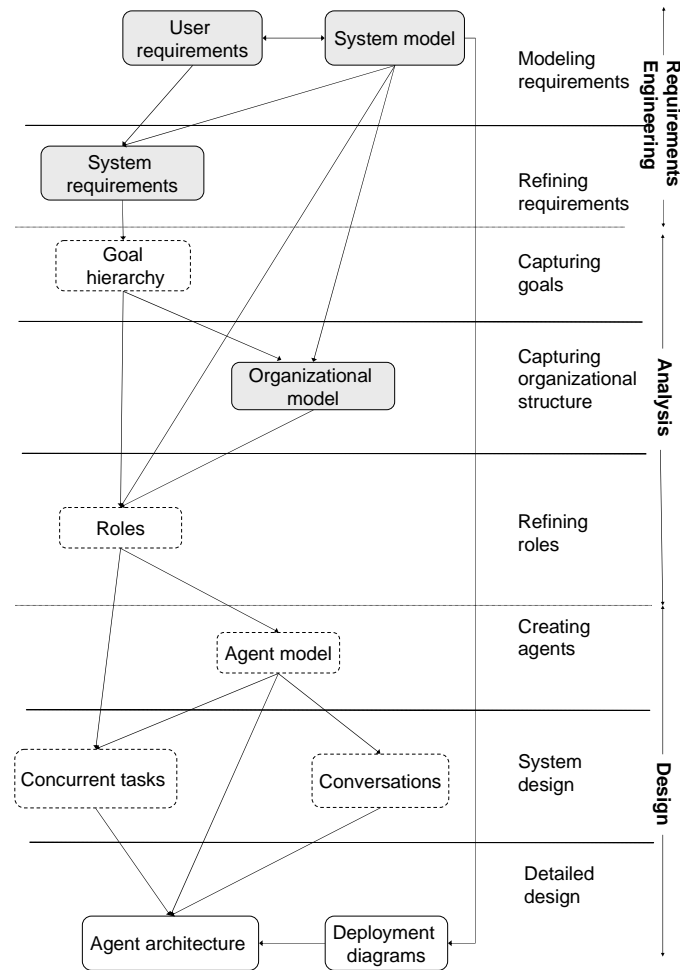 User
requirements
System model
Modeling
requirements
Requirements
Engineering
System
requirements
Refining
requirements
Goal
hierarchy
Capturing
goals
Organizational
model
Capturing
organizational
structure
Analysis
Roles
Refining
roles
Agent model
Creating
agents
Concurrent tasks
Conversations
System
design
Design
Detailed
design
Agent architecture
Deployment
diagrams